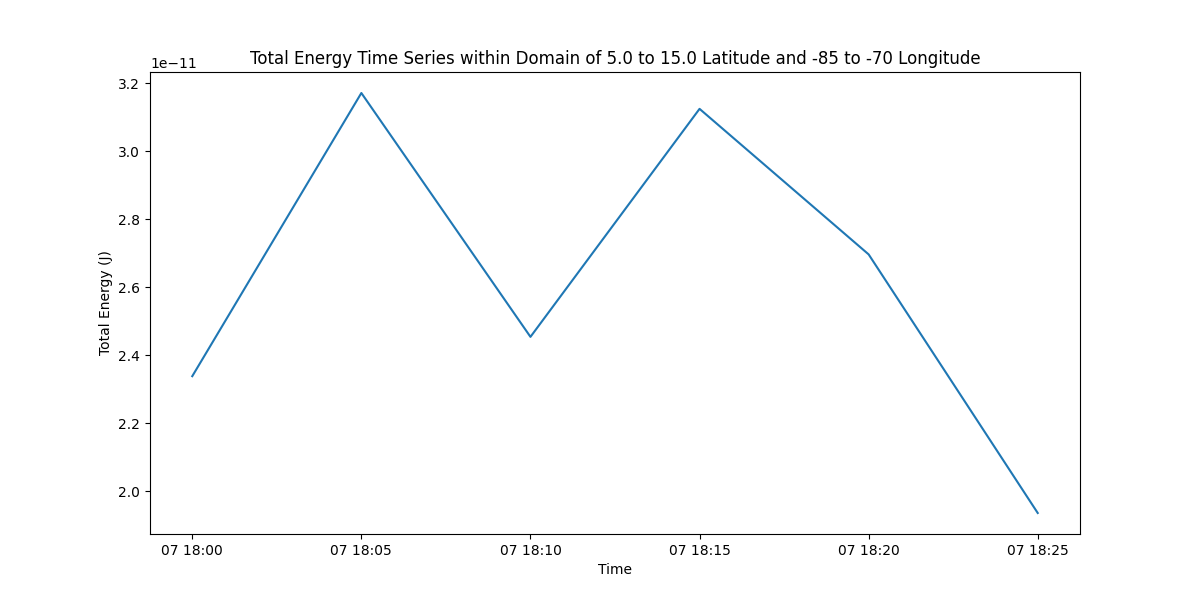 Total Energy Time Series within Domain of 5.0 to 15.0 Latitude and -85 to -70 Longitude
1e−11
3.2
3.0
2.8
2.6
2.4
2.2
2.0
Total Energy (J)
07 18:00 07 18:05 07 18:10 07 18:15 07 18:20 07 18:25
Time